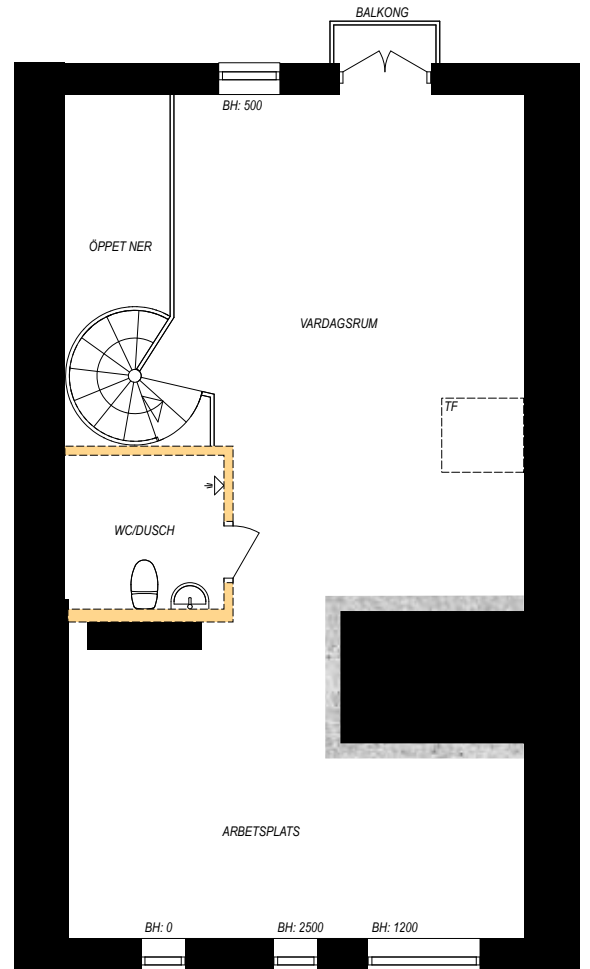 BALKONG
BH: 500
ÖPPET NER
VARDAGSRUM
TF
WC/DUSCH
ARBETSPLATS
BH: 0
BH: 2500
BH: 1200